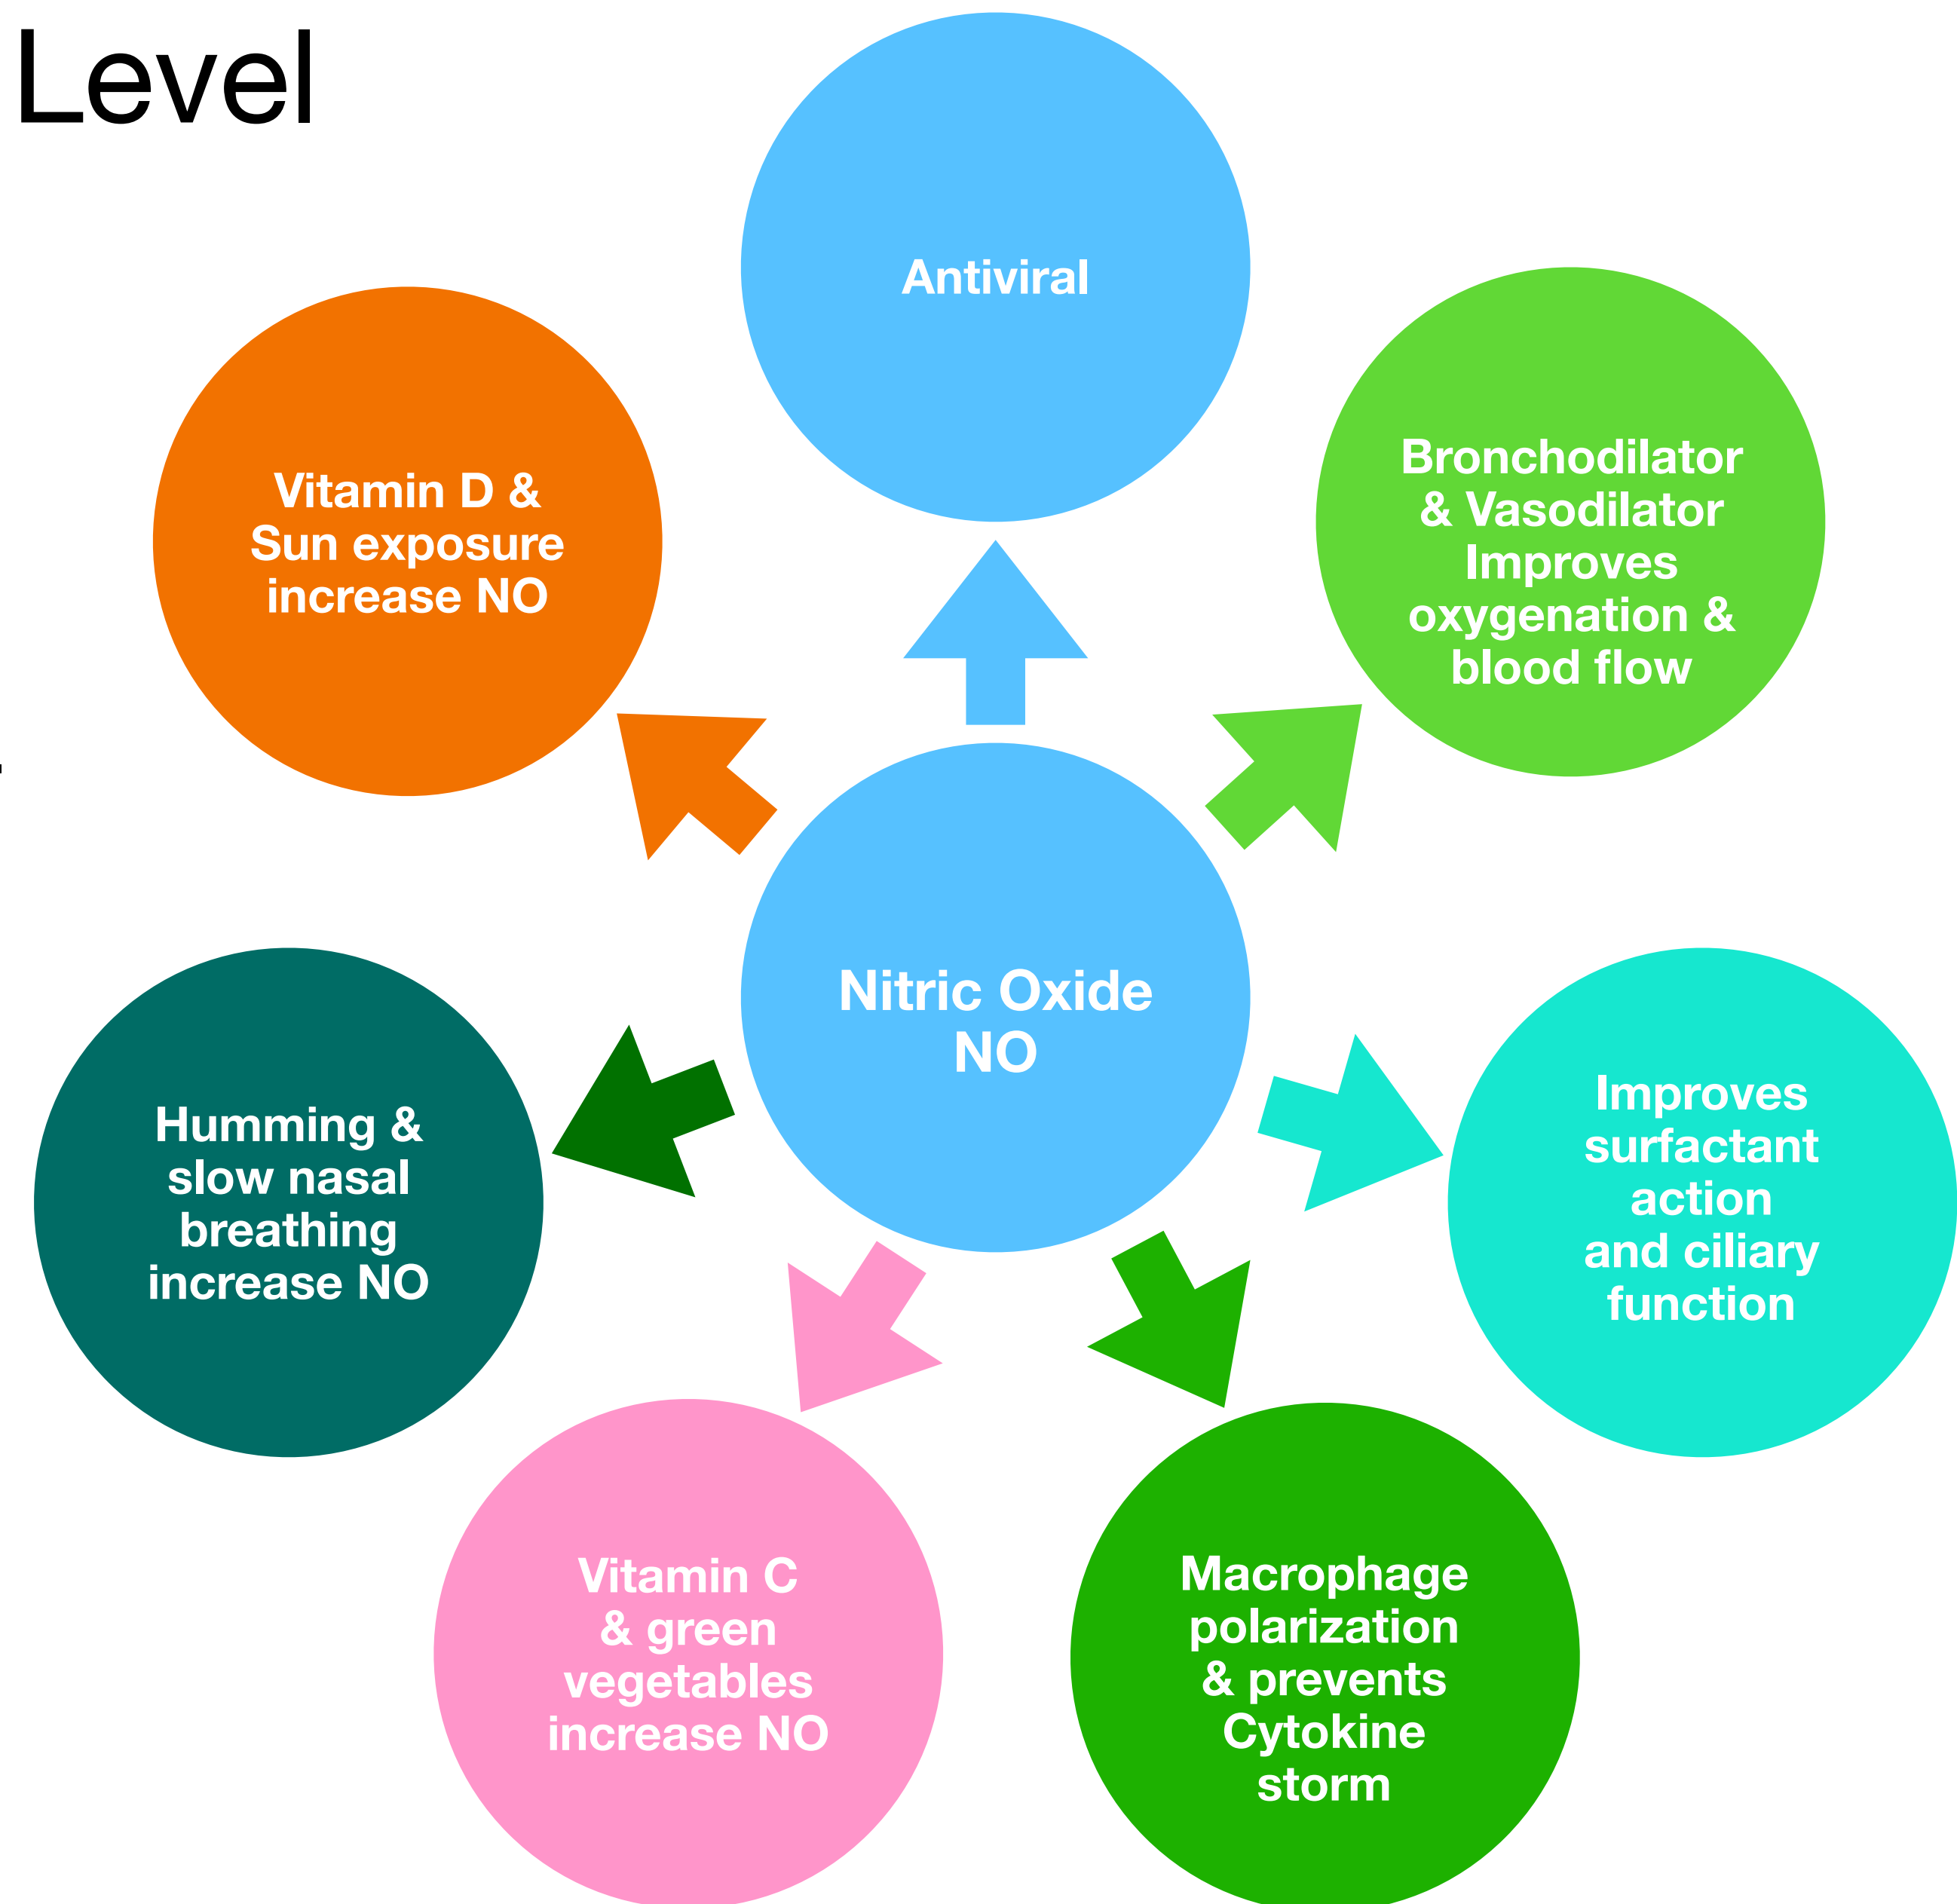 Level
Antiviral
Bronchodilator
& Vasodilator
Improves
oxygenation &
blood flow
Vitamin D &
Sun exposure
increase NO
Nitric Oxide
NO
Improves
surfactant
action
and ciliary
function
Humming &
slow nasal
breathing
increase NO
Macrophage
polarization
& prevents
Cytokine
storm
Vitamin C
& green
vegetables
increase NO